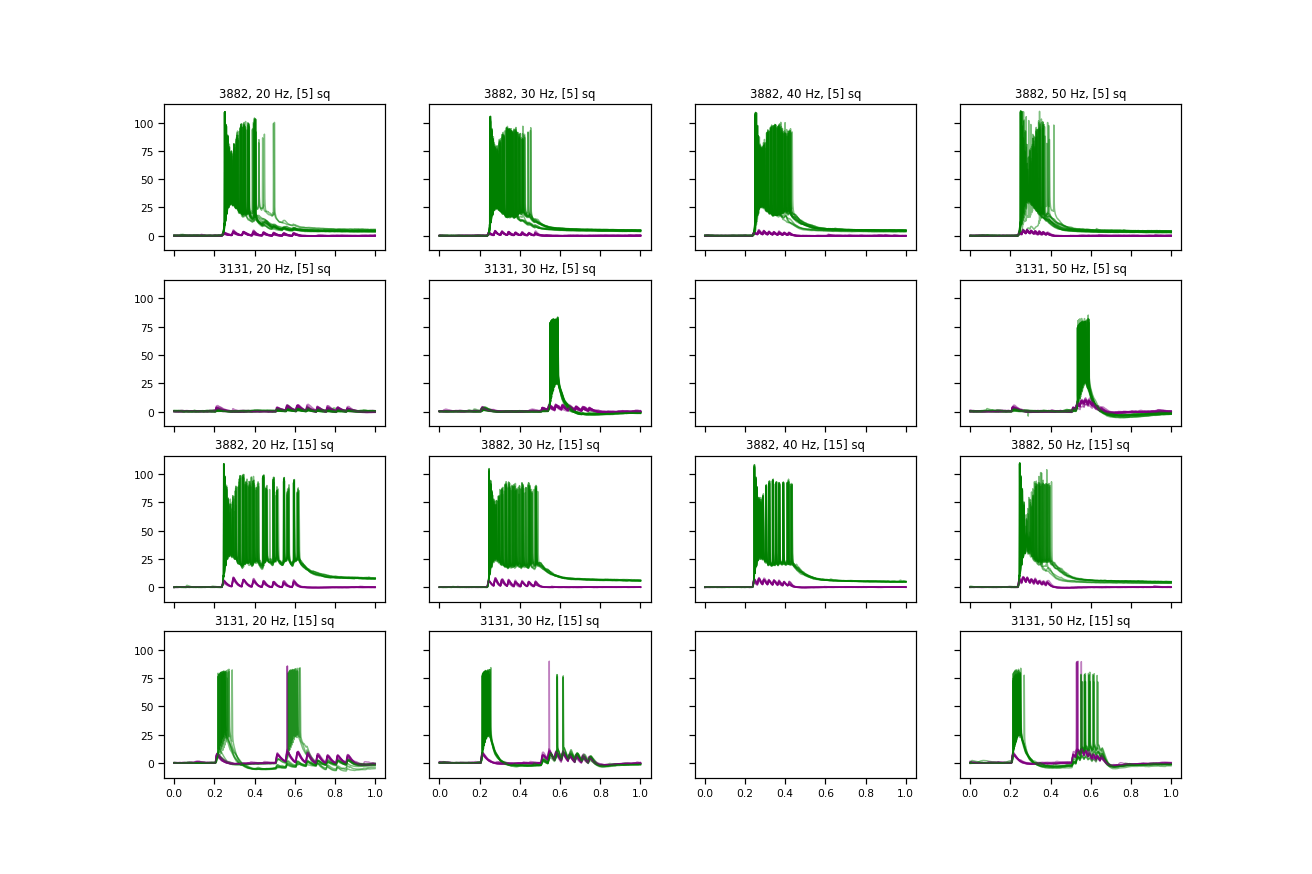 3882, 20 Hz, [5] sq
3882, 30 Hz, [5] sq
3882, 40 Hz, [5] sq
3882, 50 Hz, [5] sq
100
75
50
25
0
3131, 20 Hz, [5] sq
3131, 30 Hz, [5] sq
3131, 50 Hz, [5] sq
100
75
50
25
0
3882, 20 Hz, [15] sq
3882, 30 Hz, [15] sq
3882, 40 Hz, [15] sq
3882, 50 Hz, [15] sq
100
75
50
25
0
3131, 20 Hz, [15] sq
3131, 30 Hz, [15] sq
3131, 50 Hz, [15] sq
100
75
50
25
0
0.0 0.2 0.4 0.6 0.8 1.0
0.0 0.2 0.4 0.6 0.8 1.0
0.0 0.2 0.4 0.6 0.8 1.0
0.0 0.2 0.4 0.6 0.8 1.0